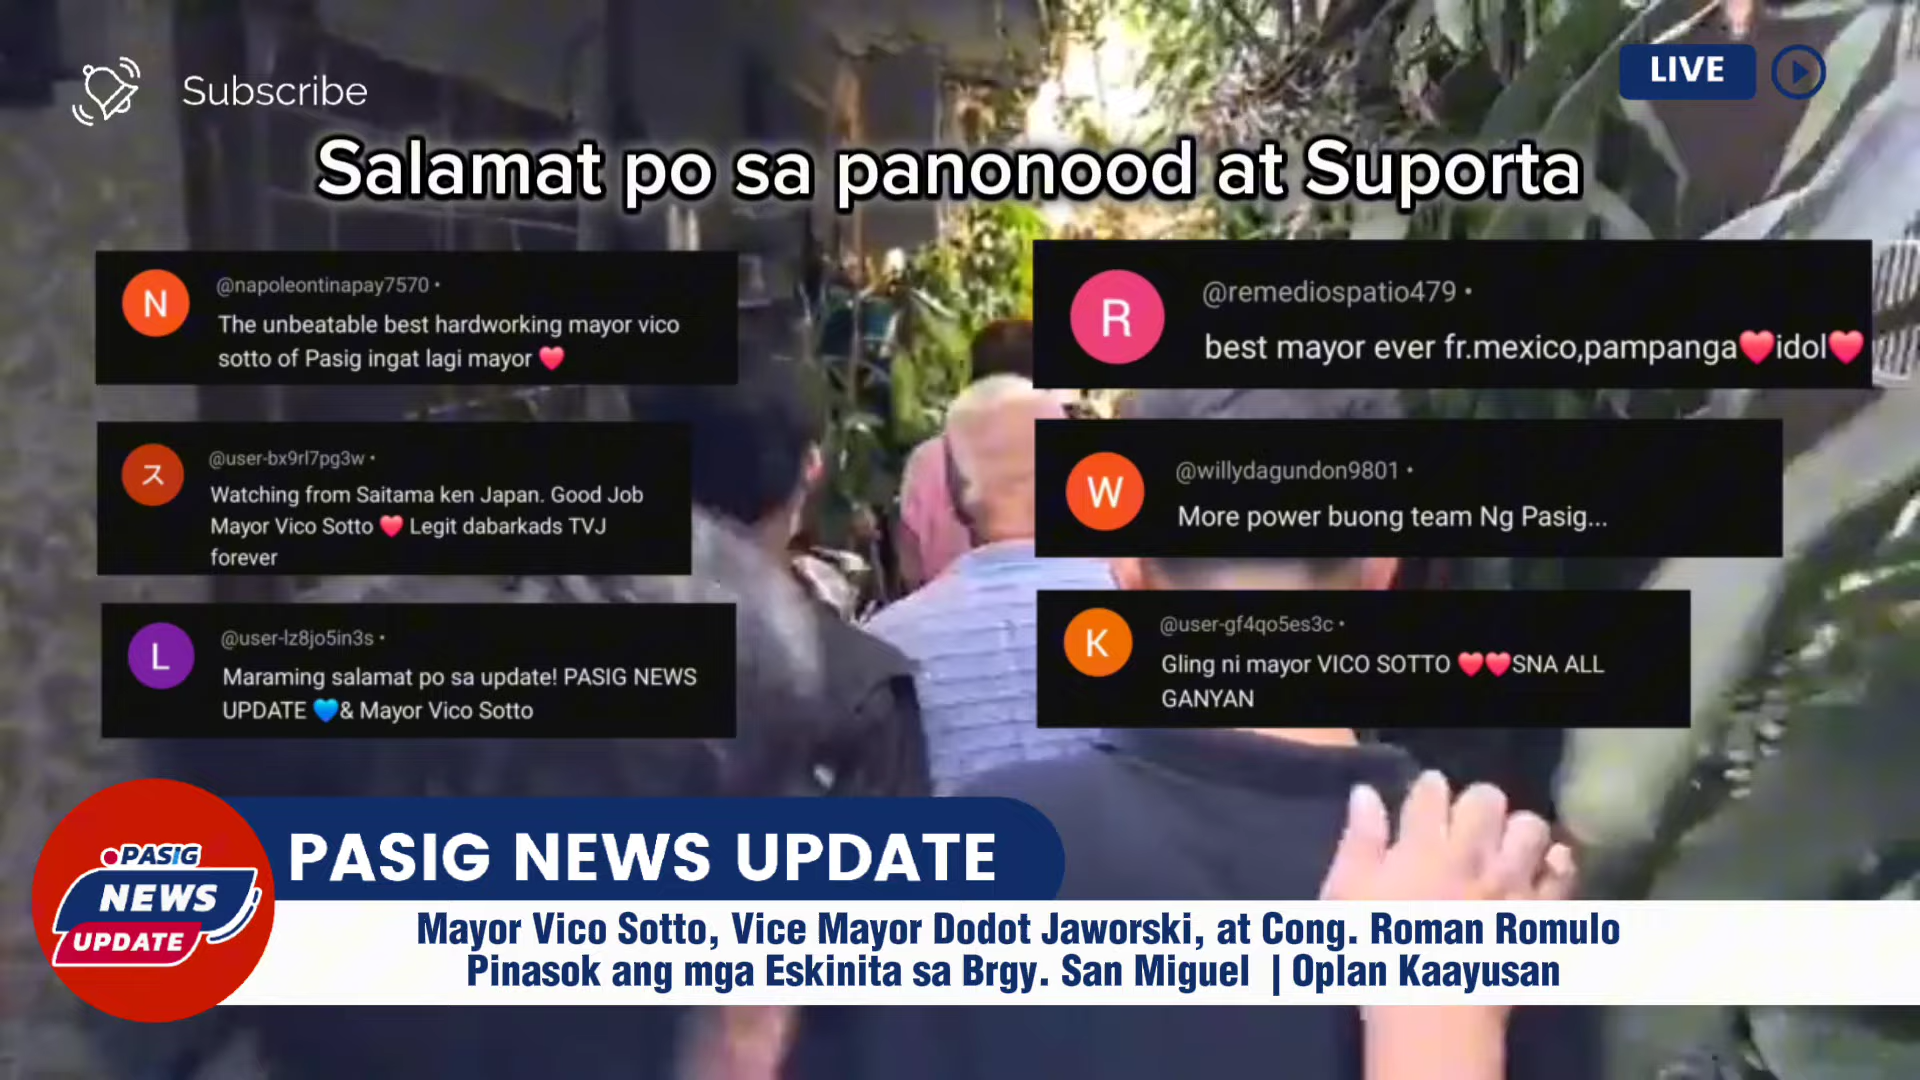 Subscribe
LIVE
Salamat po sa panonood at Suporta
N
@napoleontinapay7570 •
The unbeatable best hardworking mayor vico
sotto of Pasig ingat lagi mayor ❤️
ス
@user-bx9rl7pg3w •
Watching from Saitama ken Japan. Good Job
Mayor Vico Sotto ❤️ Legit dabarkads TVJ
forever
L
@user-lz8jo5in3s •
Maraming salamat po sa update! PASIG NEWS
UPDATE 💙& Mayor Vico Sotto
R
@remediospatio479 •
best mayor ever fr.mexico,pampanga❤️idol❤️
W
@willydagundon9801 •
More power buong team Ng Pasig...
K
@user-gf4qo5es3c •
Gling ni mayor VICO SOTTO ❤️❤️SNA ALL
GANYAN
PASIG
NEWS
UPDATE
PASIG NEWS UPDATE
Mayor Vico Sotto, Vice Mayor Dodot Jaworski, at Cong. Roman Romulo
Pinasok ang mga Eskinita sa Brgy. San Miguel | Oplan Kaayusan